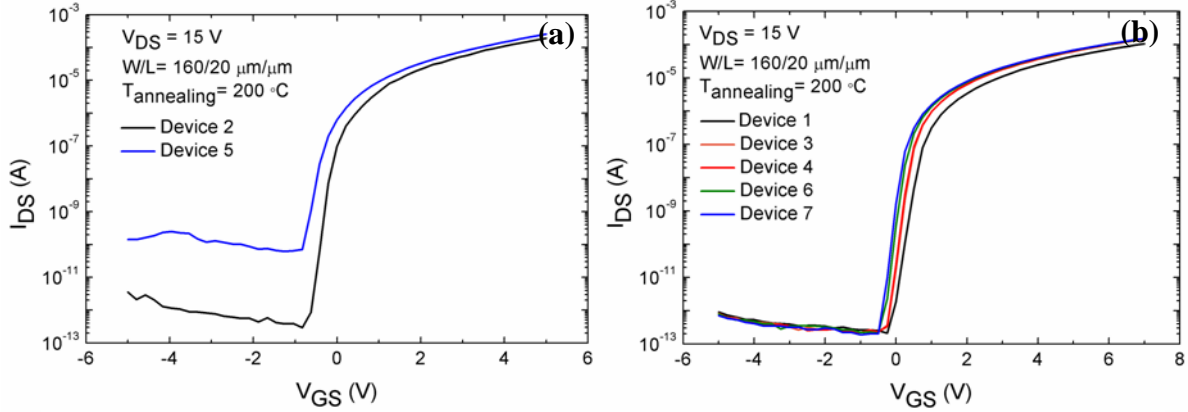 (a)
V_DS = 15 V
W/L= 160/20 μm/μm
T_annealing= 200 °C
Device 2
Device 5
10^-3
10^-5
10^-7
10^-9
10^-11
10^-13
I_DS (A)
-6 -4 -2 0 2 4 6
V_GS (V)
(b)
V_DS = 15 V
W/L= 160/20 μm/μm
T_annealing= 200 °C
Device 1
Device 3
Device 4
Device 6
Device 7
10^-3
10^-5
10^-7
10^-9
10^-11
10^-13
I_DS (A)
-6 -4 -2 0 2 4 6 8
V_GS (V)